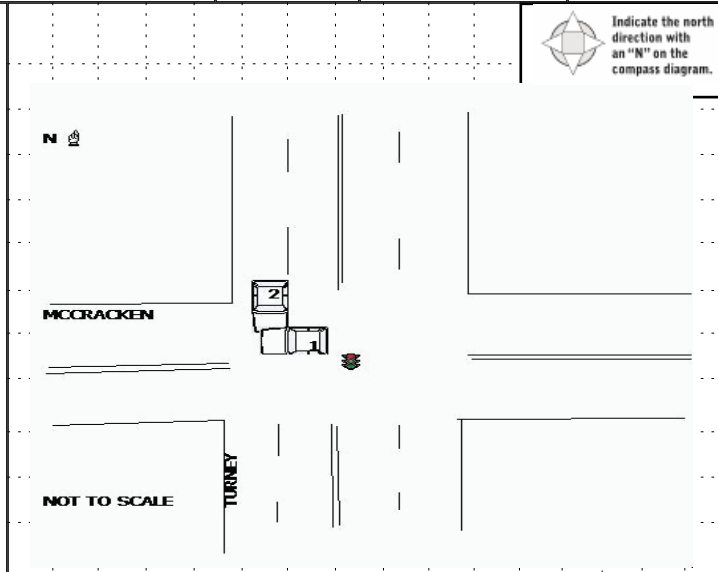 Indicate the north
direction with
an “N” on the
compass diagram.
N
2
MCCRACKEN
1
TURNEY
NOT TO SCALE